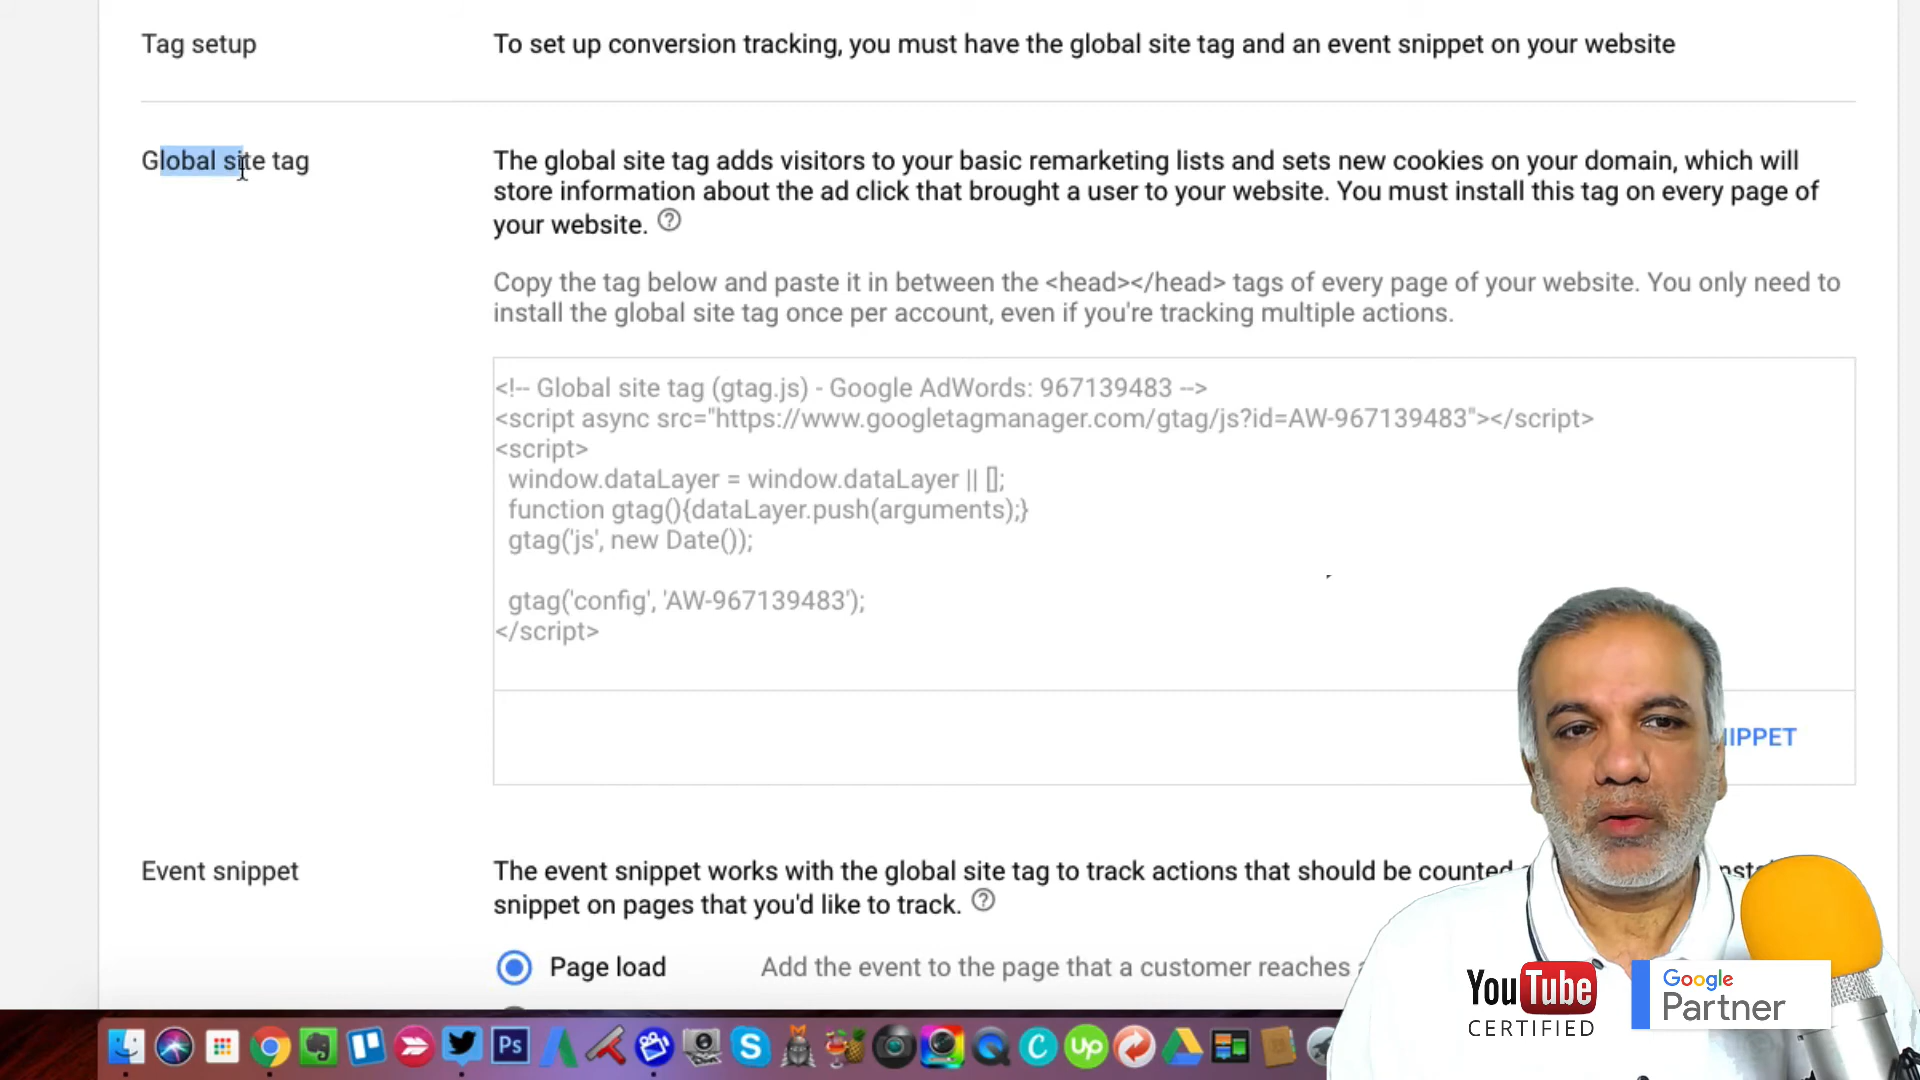 Tag setup
To set up conversion tracking, you must have the global site tag and an event snippet on your website
Global site tag
The global site tag adds visitors to your basic remarketing lists and sets new cookies on your domain, which will
store information about the ad click that brought a user to your website. You must install this tag on every page of
your website.
Copy the tag below and paste it in between the <head></head> tags of every page of your website. You only need to
install the global site tag once per account, even if you're tracking multiple actions.
<!-- Global site tag (gtag.js) - Google AdWords: 967139483 -->
<script async src="https://www.googletagmanager.com/gtag/js?id=AW-967139483"></script>
<script>
window.dataLayer = window.dataLayer || [];
function gtag(){dataLayer.push(arguments);}
gtag('js', new Date());
gtag('config', 'AW-967139483');
</script>
IPPET
Event snippet
The event snippet works with the global site tag to track actions that should be counted
snippet on pages that you'd like to track.
Page load
Add the event to the page that a customer reaches
YouTube
CERTIFIED
Google
Partner
Ps
Up